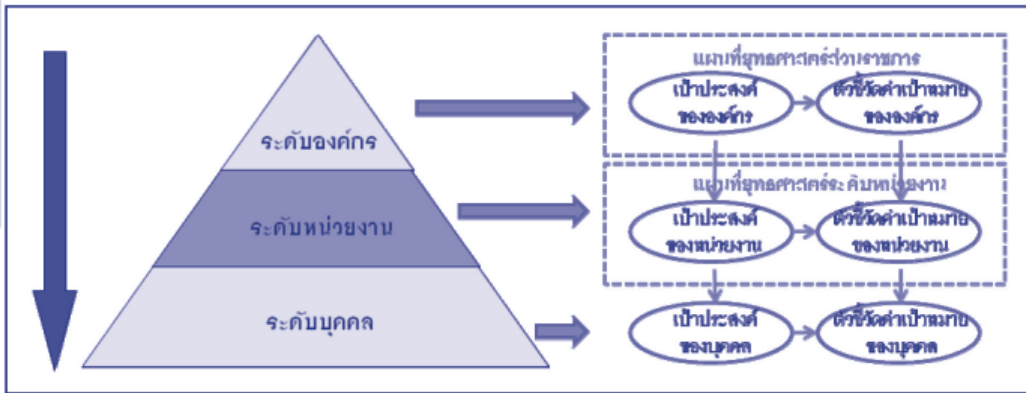 แผนที่ยุทธศาสตร์ส่วนราชการ
เป้าประสงค์
ขององค์กร
ตัวชี้วัดค่าเป้าหมาย
ขององค์กร
ระดับองค์กร
แผนที่ยุทธศาสตร์ระดับหน่วยงาน
ระดับหน่วยงาน
เป้าประสงค์
ของหน่วยงาน
ตัวชี้วัดค่าเป้าหมาย
ของหน่วยงาน
ระดับบุคคล
เป้าประสงค์
ของบุคคล
ตัวชี้วัดค่าเป้าหมาย
ของบุคคล